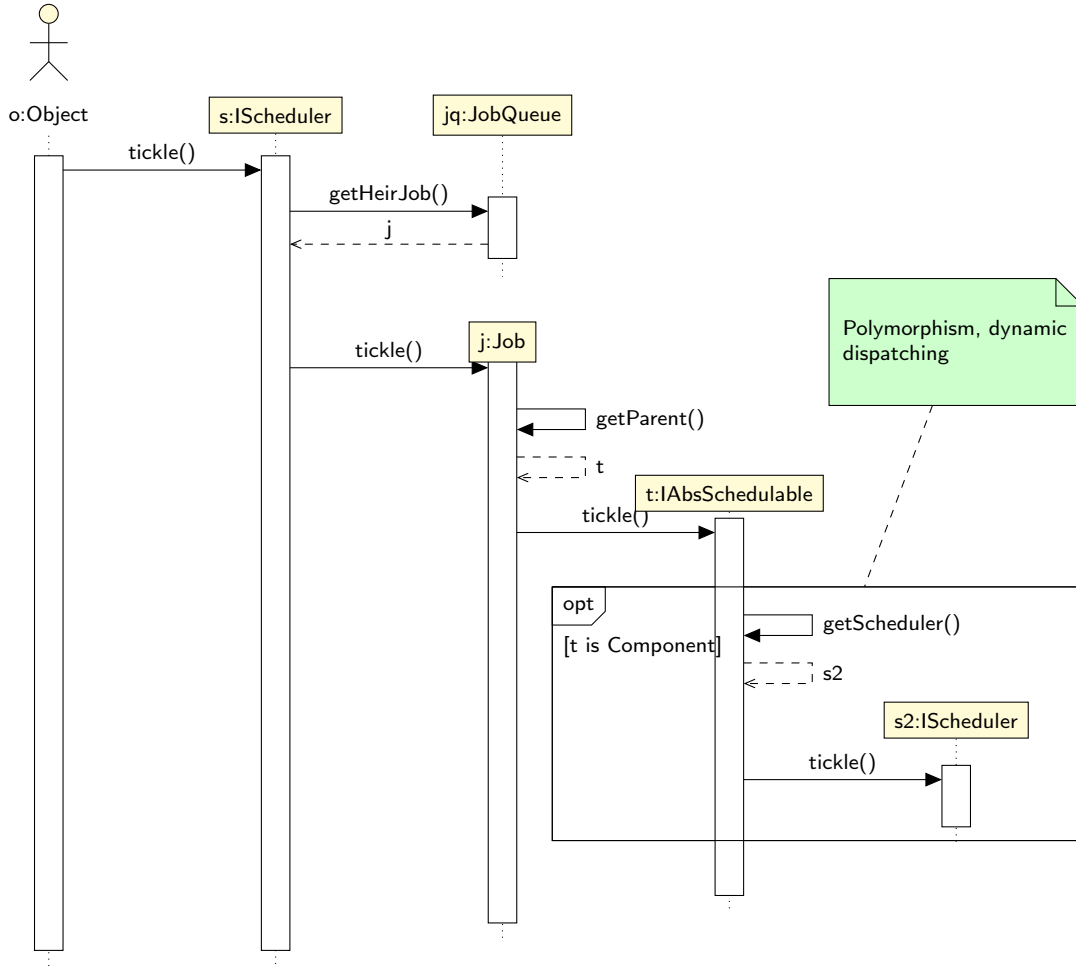 o:Object
s:IScheduler
jq:JobQueue
tickle()
getHeirJob()
j
j:Job
tickle()
Polymorphism, dynamic
dispatching
getParent()
t
t:IAbsSchedulable
tickle()
opt
[t is Component]
getScheduler()
s2
s2:IScheduler
tickle()